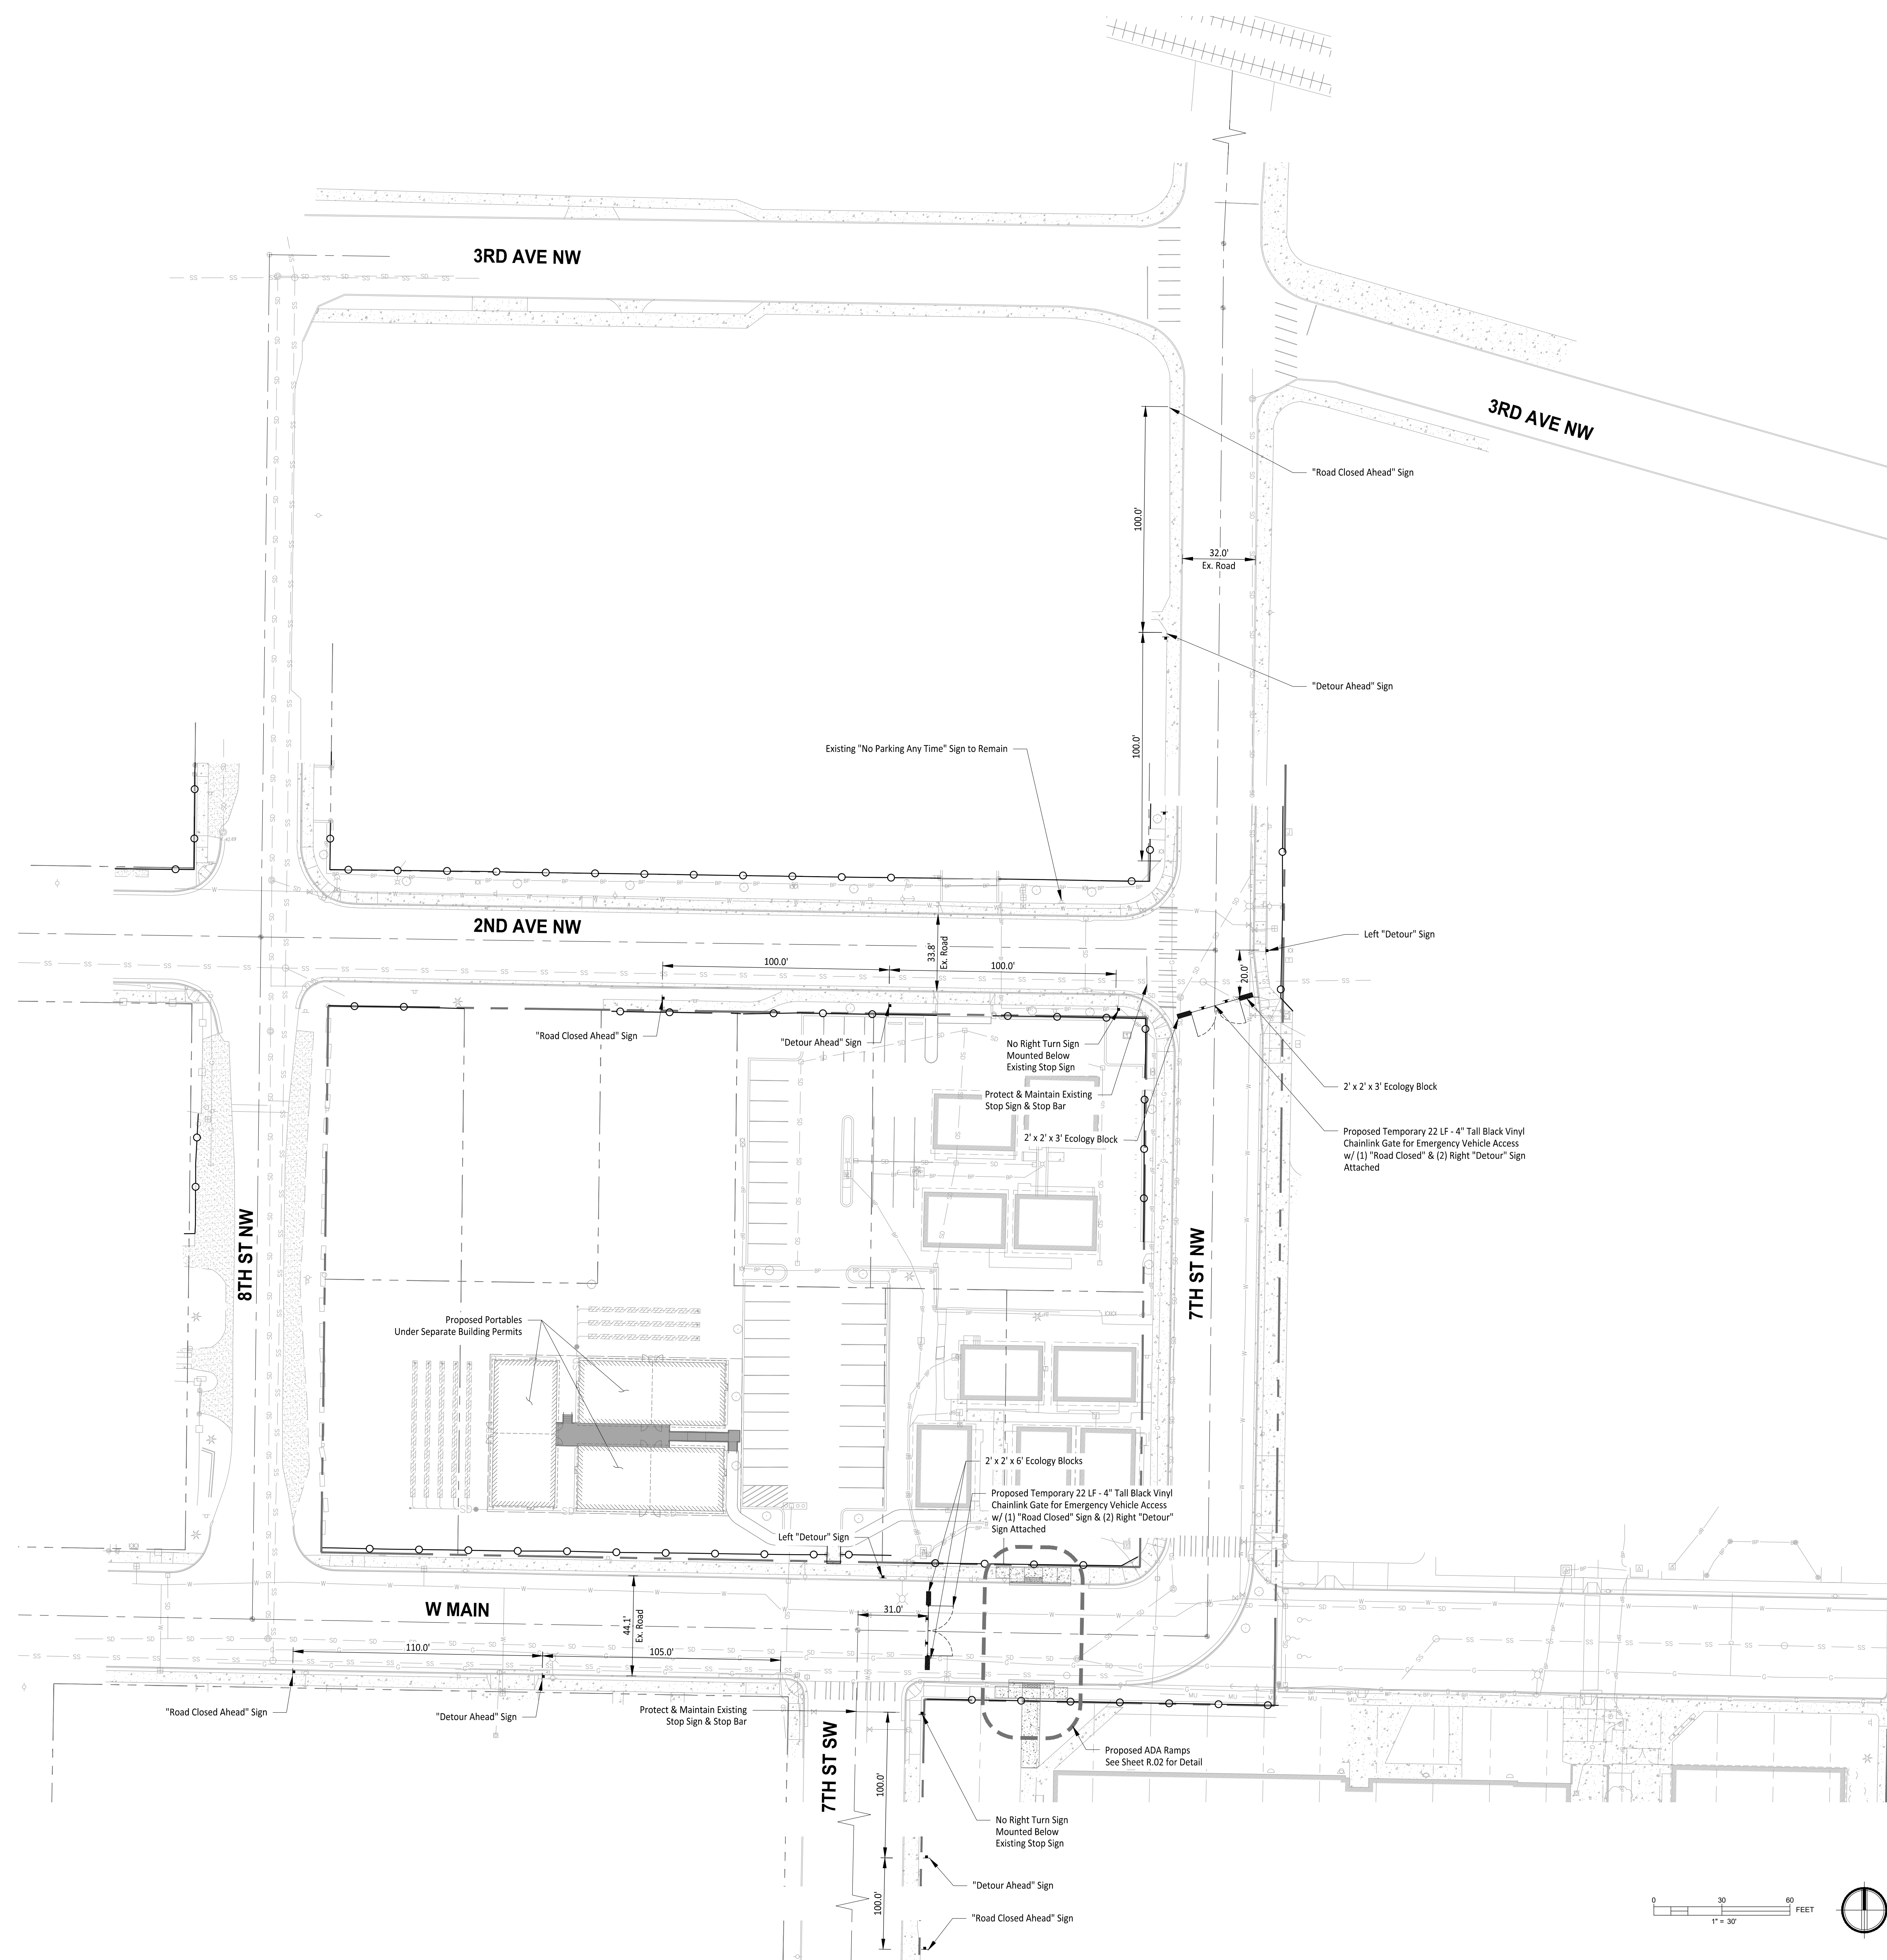 3RD AVE NW
3RD AVE NW
"Road Closed Ahead" Sign
100.0'
32.0'
Ex. Road
"Detour Ahead" Sign
100.0'
Existing "No Parking Any Time" Sign to Remain
2ND AVE NW
33.8'
Ex. Road
Left "Detour" Sign
100.0'
100.0'
20.0'
"Road Closed Ahead" Sign
"Detour Ahead" Sign
No Right Turn Sign
Mounted Below
Existing Stop Sign
Protect & Maintain Existing
Stop Sign & Stop Bar
2' x 2' x 3' Ecology Block
2' x 2' x 3' Ecology Block
Proposed Temporary 22 LF - 4" Tall Black Vinyl
Chainlink Gate for Emergency Vehicle Access
w/ (1) "Road Closed" & (2) Right "Detour" Sign
Attached
8TH ST NW
7TH ST NW
Proposed Portables
Under Separate Building Permits
2' x 2' x 6' Ecology Blocks
Proposed Temporary 22 LF - 4" Tall Black Vinyl
Chainlink Gate for Emergency Vehicle Access
w/ (1) "Road Closed" Sign & (2) Right "Detour"
Sign Attached
Left "Detour" Sign
W MAIN
44.1'
Ex. Road
31.0'
110.0'
105.0'
"Road Closed Ahead" Sign
"Detour Ahead" Sign
Protect & Maintain Existing
Stop Sign & Stop Bar
7TH ST SW
Proposed ADA Ramps
See Sheet R.02 for Detail
100.0'
No Right Turn Sign
Mounted Below
Existing Stop Sign
"Detour Ahead" Sign
100.0'
"Road Closed Ahead" Sign
0 30 60
FEET
1" = 30'